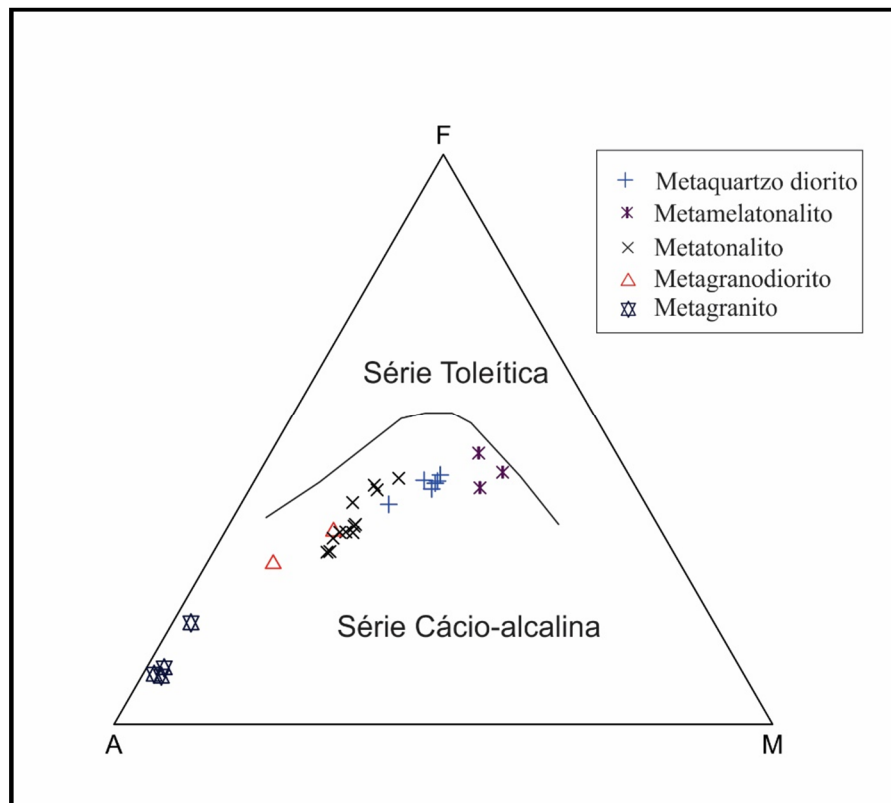 F
Metaquartzo diorito
Metamelatonalito
Metatonalito
Metagranodiorito
Metagranito
Série Toleítica
Série Cácio-alcalina
A
M